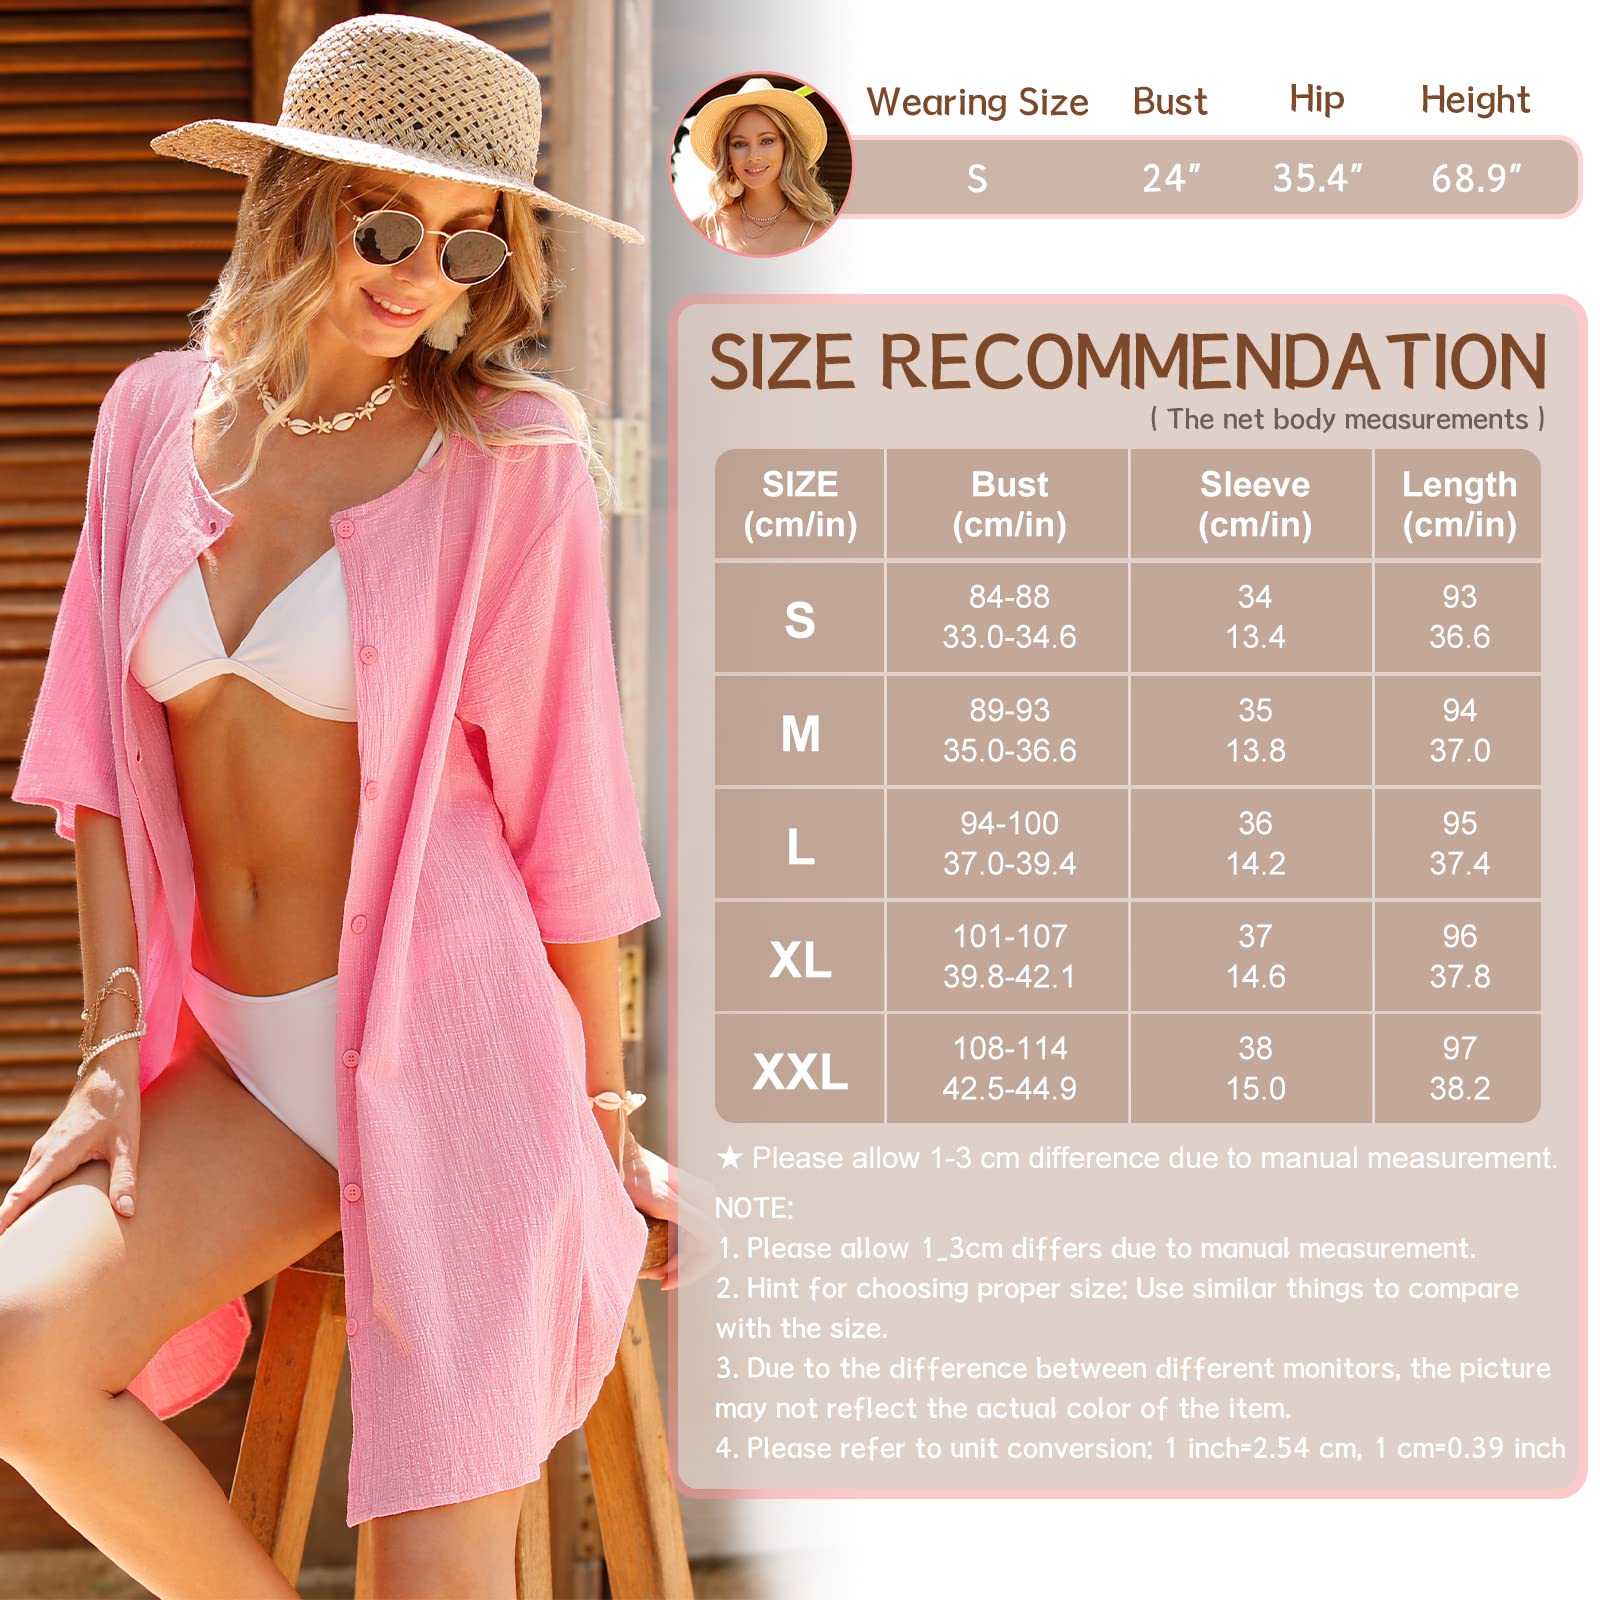 Wearing Size Bust Hip Height
S 24" 35.4" 68.9"
SIZE RECOMMENDATION
( The net body measurements )
SIZE Bust Sleeve Length
(cm/in) (cm/in) (cm/in) (cm/in)
S
84-88 34 93
33.0-34.6 13.4 36.6
M
89-93 35 94
35.0-36.6 13.8 37.0
L
94-100 36 95
37.0-39.4 14.2 37.4
XL
101-107 37 96
39.8-42.1 14.6 37.8
XXL
108-114 38 97
42.5-44.9 15.0 38.2
★ Please allow 1-3 cm difference due to manual measurement.
NOTE:
1. Please allow 1_3cm differs due to manual measurement.
2. Hint for choosing proper size: Use similar things to compare
with the size.
3. Due to the difference between different monitors, the picture
may not reflect the actual color of the item.
4. Please refer to unit conversion: 1 inch=2.54 cm, 1 cm=0.39 inch